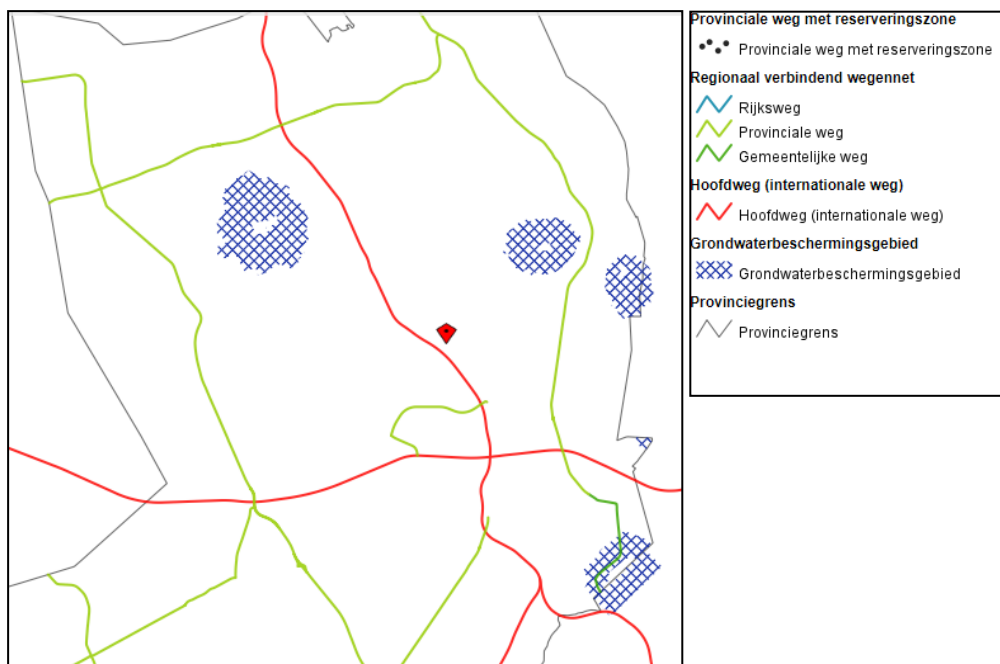 Provinciale weg met reserveringszone
Provinciale weg met reserveringszone
Regionaal verbindend wegennet
Rijksweg
Provinciale weg
Gemeentelijke weg
Hoofdweg (internationale weg)
Hoofdweg (internationale weg)
Grondwaterbeschermingsgebied
Grondwaterbeschermingsgebied
Provinciegrens
Provinciegrens